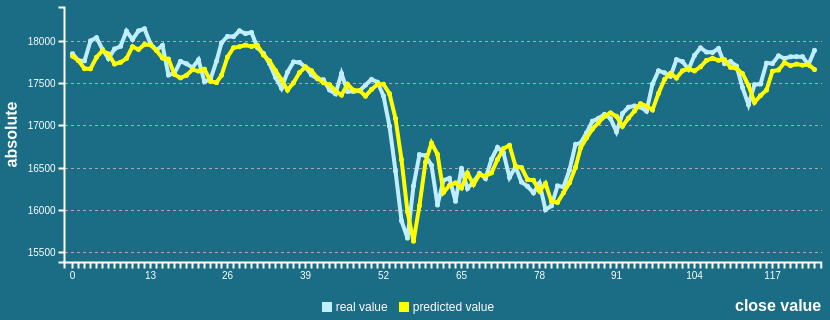 absolute
18000
17500
17000
16500
16000
15500
0 13 26 39 52 65 78 91 104 117
real value predicted value
close value